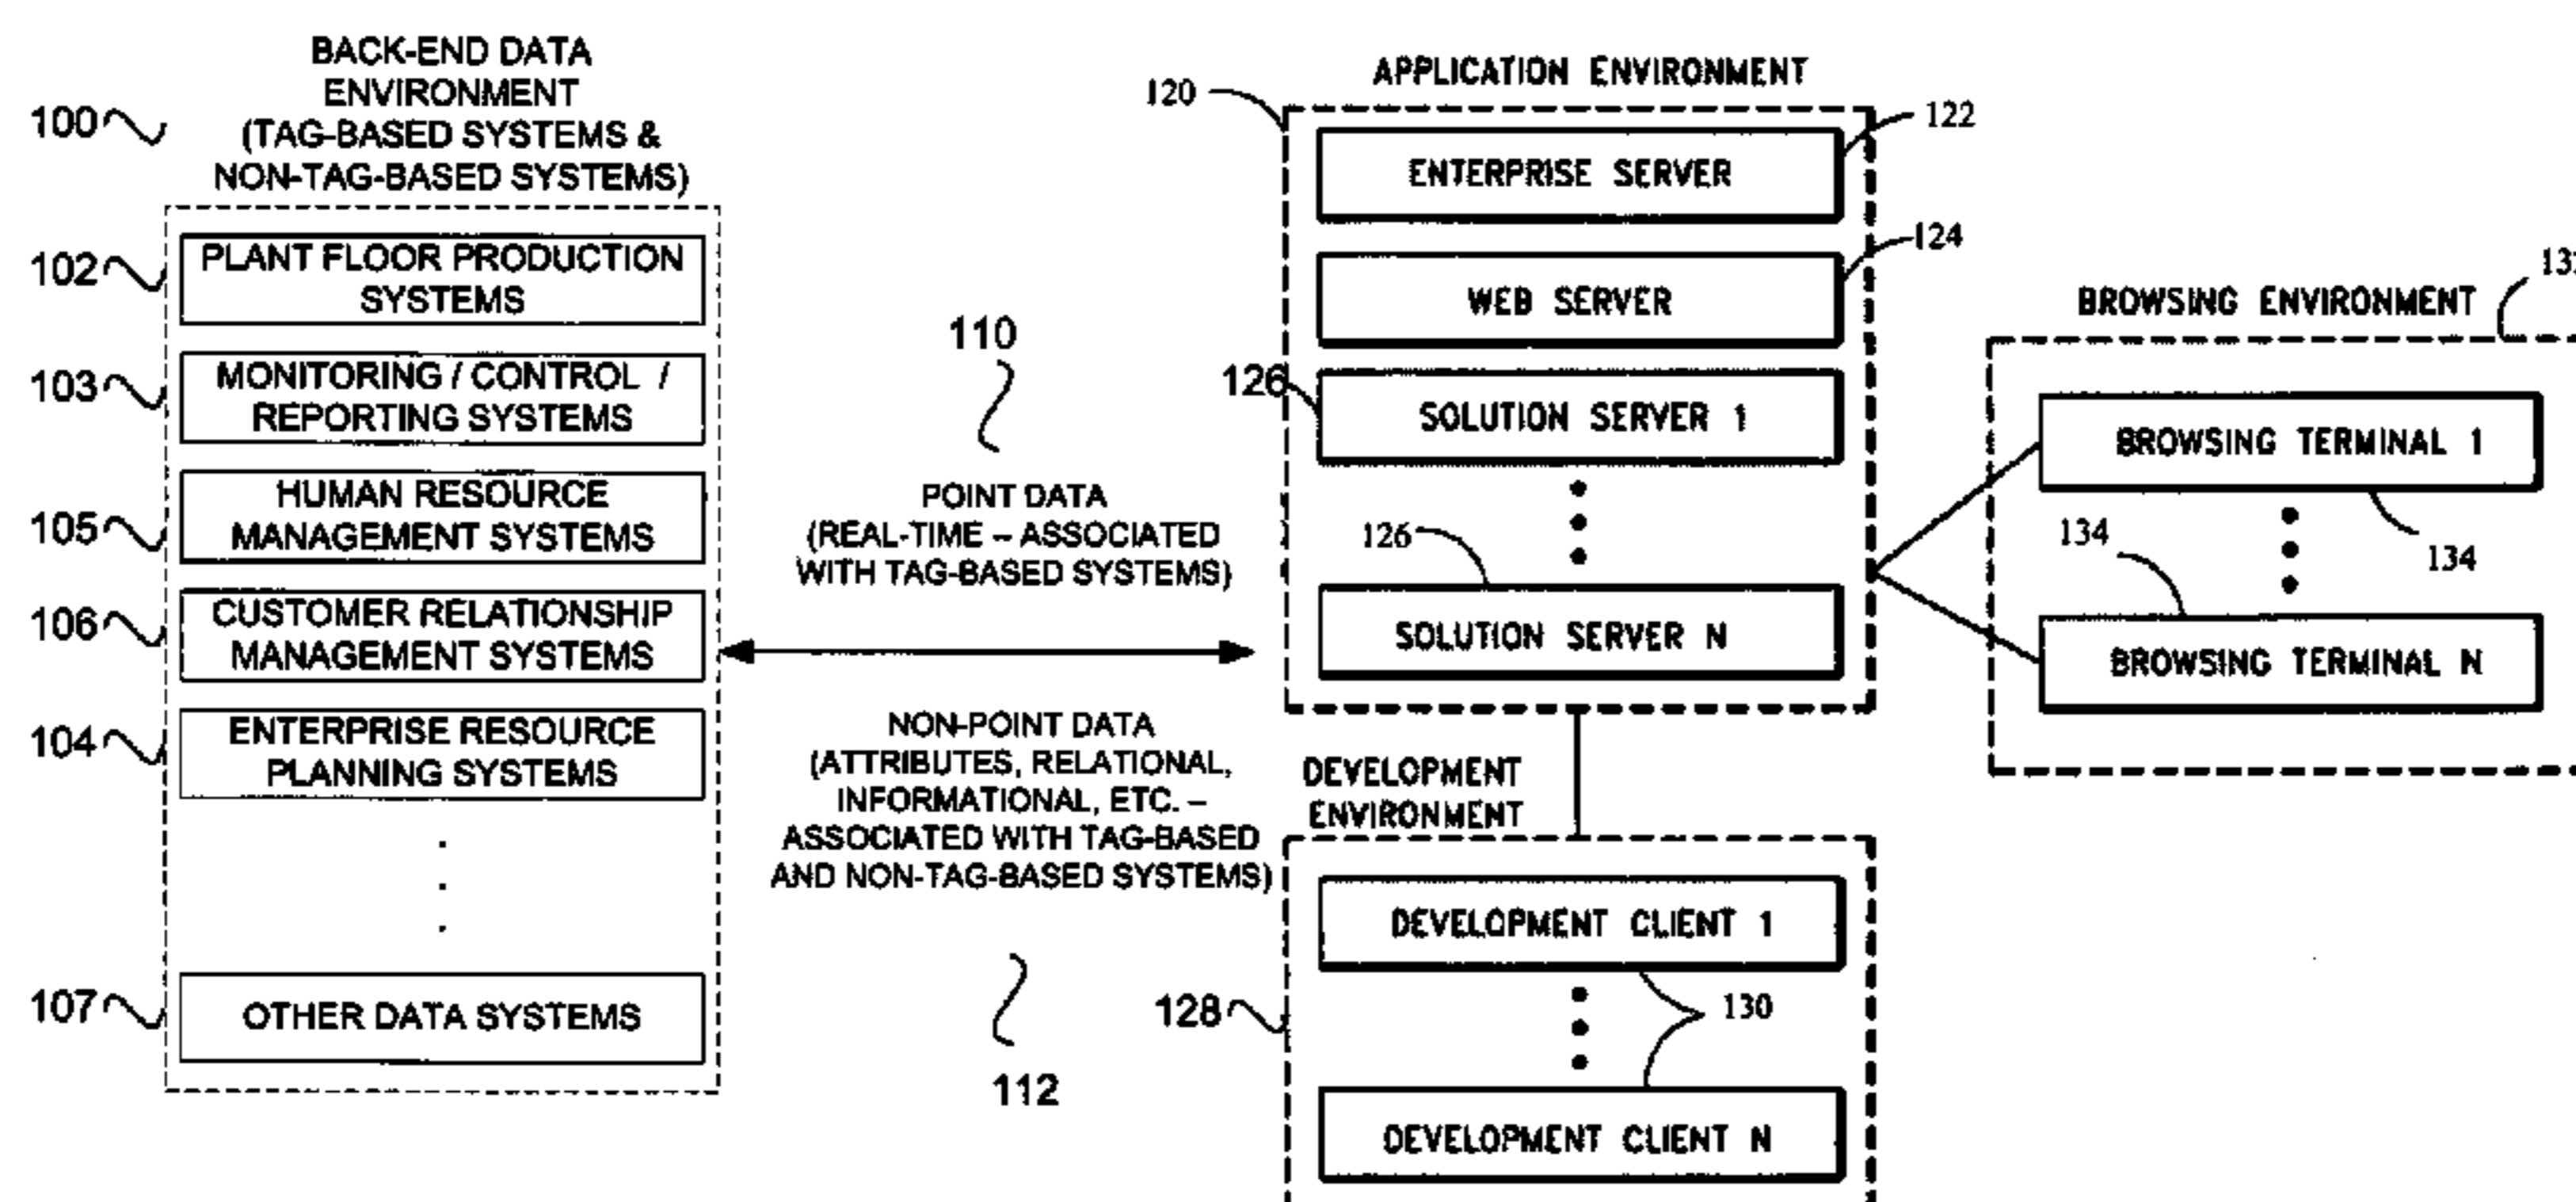 BACK-END DATA
ENVIRONMENT
(TAG-BASED SYSTEMS &
NON-TAG-BASED SYSTEMS)
100
102
PLANT FLOOR PRODUCTION
SYSTEMS
103
MONITORING / CONTROL /
REPORTING SYSTEMS
105
HUMAN RESOURCE
MANAGEMENT SYSTEMS
106
CUSTOMER RELATIONSHIP
MANAGEMENT SYSTEMS
104
ENTERPRISE RESOURCE
PLANNING SYSTEMS
107
OTHER DATA SYSTEMS
110
POINT DATA
(REAL-TIME – ASSOCIATED
WITH TAG-BASED SYSTEMS)
NON-POINT DATA
(ATTRIBUTES, RELATIONAL,
INFORMATIONAL, ETC. –
ASSOCIATED WITH TAG-BASED
AND NON-TAG-BASED SYSTEMS)
112
APPLICATION ENVIRONMENT
120
122
ENTERPRISE SERVER
124
WEB SERVER
126
SOLUTION SERVER 1
126
SOLUTION SERVER N
DEVELOPMENT
ENVIRONMENT
128
DEVELOPMENT CLIENT 1
130
DEVELOPMENT CLIENT N
BROWSING ENVIRONMENT
BROWSING TERMINAL 1
134
134
BROWSING TERMINAL N